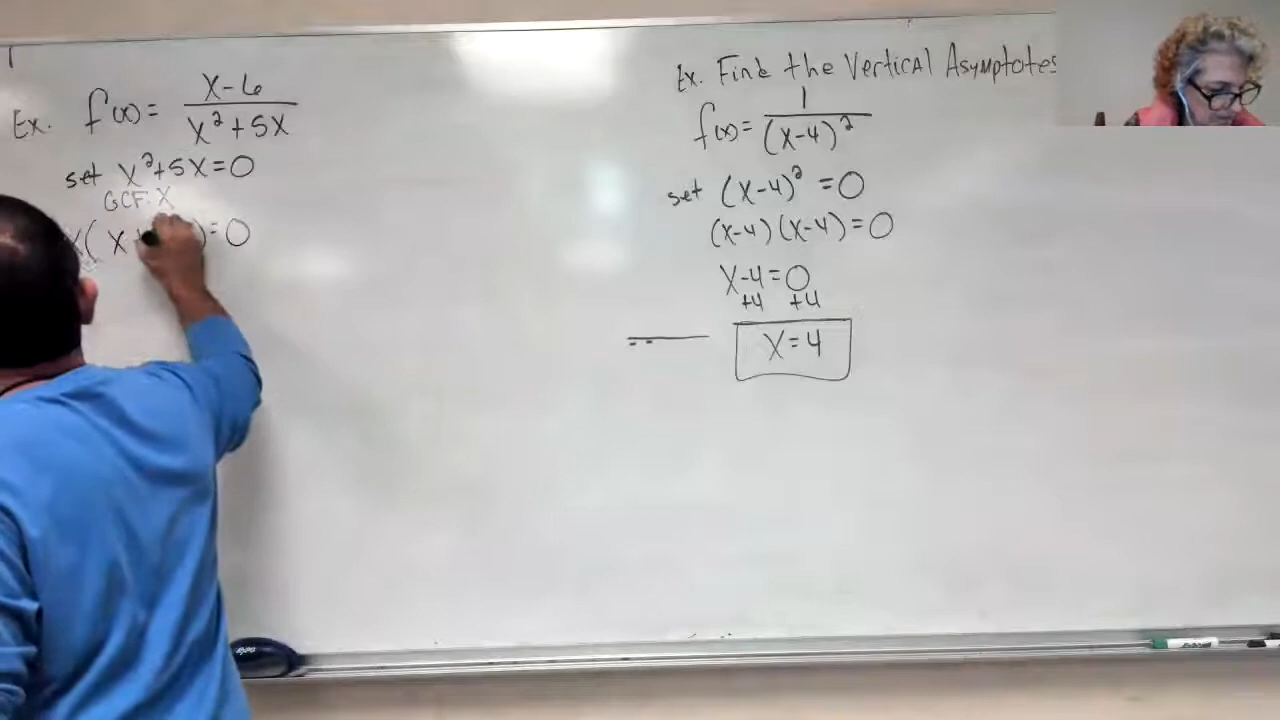 Ex. f(x) = x-6 / x²+5x
set x²+5x=0
GCF: x
x( x+ )=0
Ex. Find the Vertical Asymptotes
f(x)= 1 / (x-4)²
set (x-4)² =0
(x-4)(x-4)=0
x-4=0
+4 +4
x=4